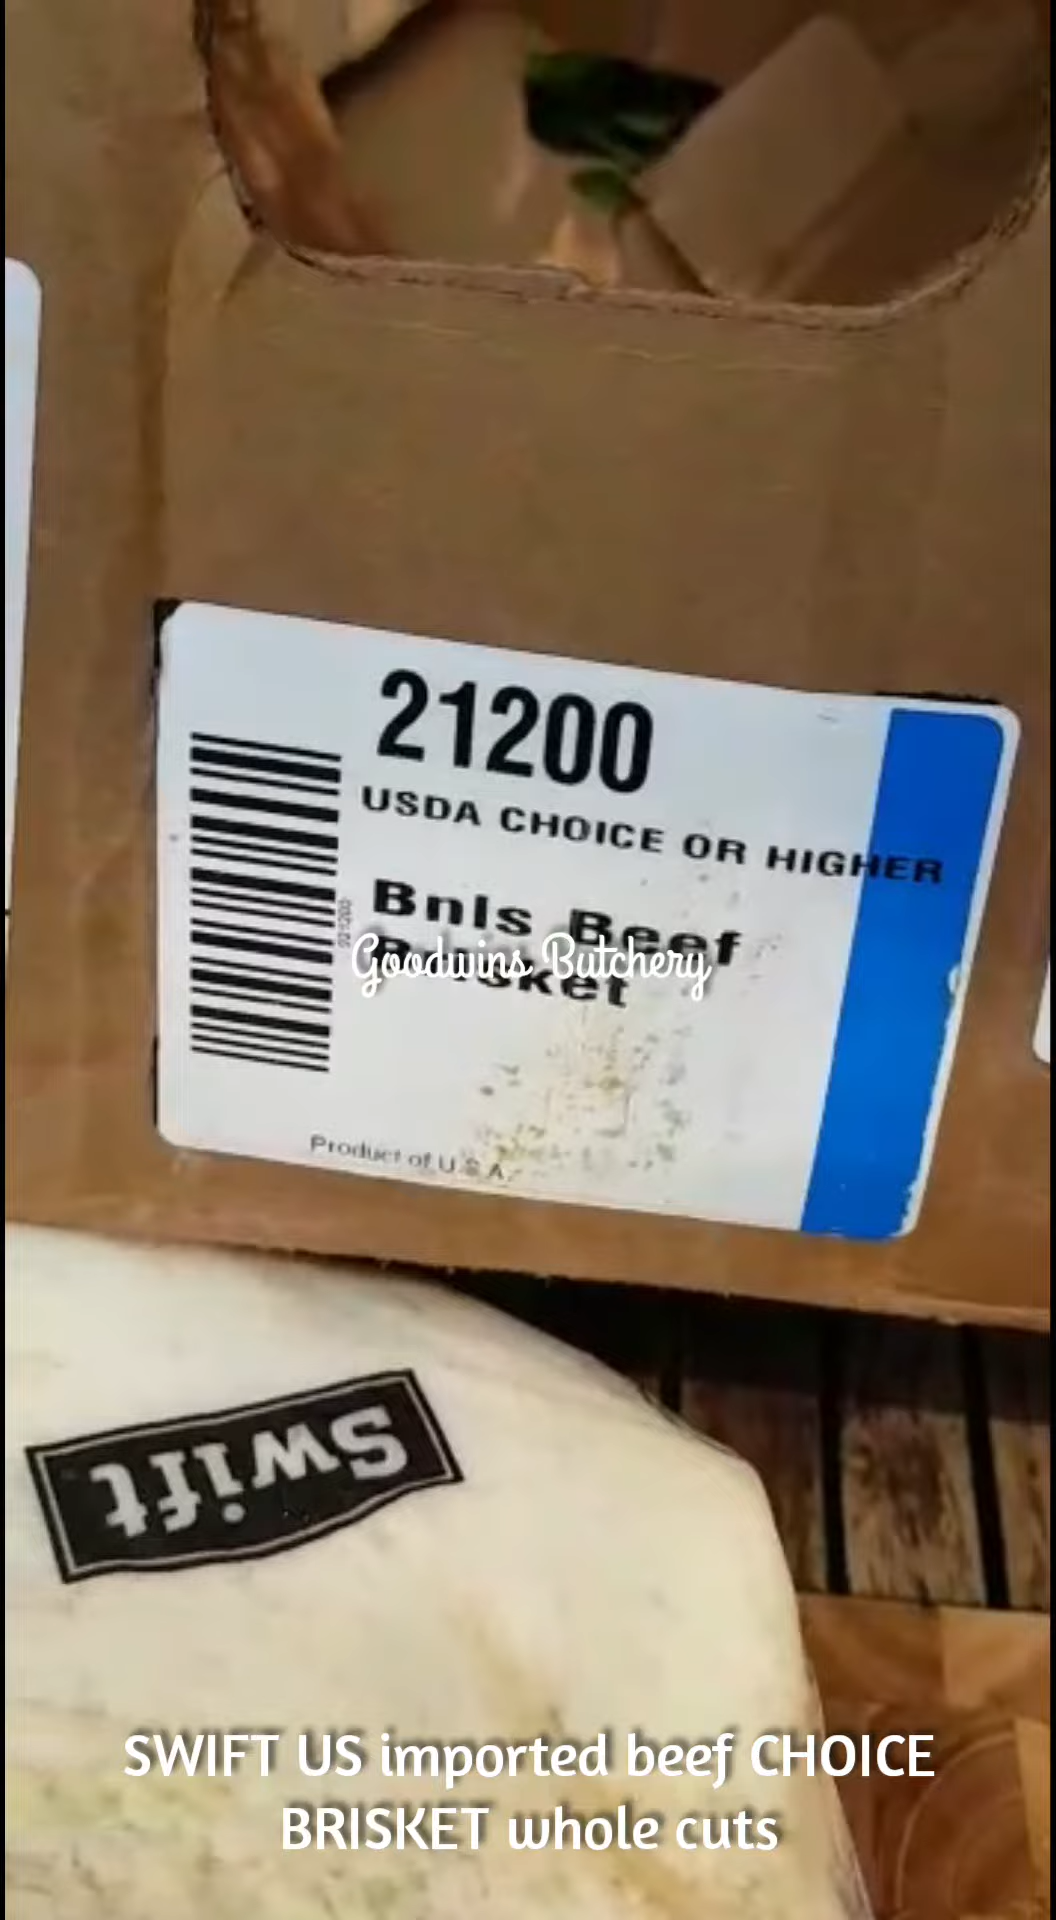 21200
USDA CHOICE OR HIGHER
Bnls Beef
Brisket
Goodwins Butchery
Product of U.S.A.
Swift
SWIFT US imported beef CHOICE
BRISKET whole cuts